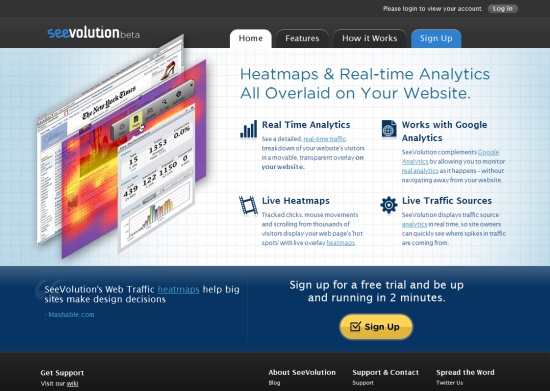 Please login to view your account. Log In
seevolution beta
Home Features How it Works Sign Up
Heatmaps & Real-time Analytics
All Overlaid on Your Website.
The New York Times
Real Time Analytics
See a detailed, real-time traffic
breakdown of your website's visitors
in a movable, transparent overlay on
your website.
Works with Google
Analytics
SeeVolution complements Google
Analytics by allowing you to monitor
real analytics as it happens - without
navigating away from your website.
15 1353 0.0%
439 1122 1150 0
Live Heatmaps
Tracked clicks, mouse movements
and scrolling from thousands of
visitors display your web page's 'hot
spots' with live overlay heatmaps.
Live Traffic Sources
SeeVolution displays traffic source
analytics in real time, so site owners
can quickly see where spikes in traffic
are coming from.
SeeVolution's Web Traffic heatmaps help big
sites make design decisions
- Mashable.com
Sign up for a free trial and be up
and running in 2 minutes.
Sign Up
Get Support
Visit our wiki
About SeeVolution
Blog
Support & Contact
Support
Spread the Word
Twitter Us